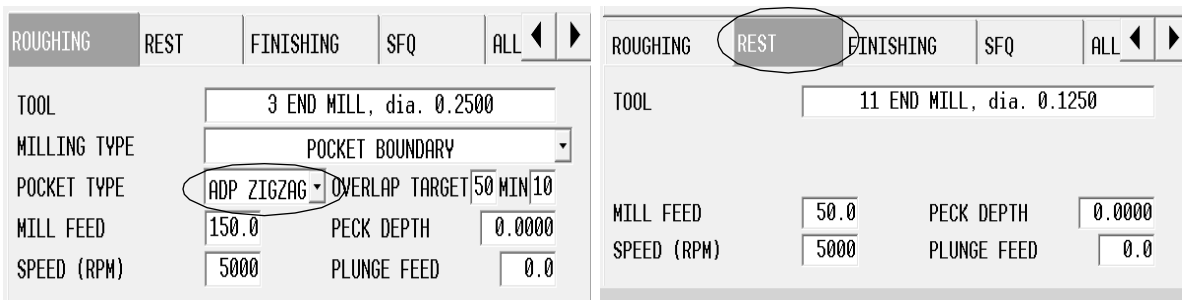 ROUGHING REST FINISHING SFQ ALL
TOOL 3 END MILL, dia. 0.2500
MILLING TYPE POCKET BOUNDARY
POCKET TYPE ADP ZIGZAG OVERLAP TARGET 50 MIN 10
MILL FEED 150.0 PECK DEPTH 0.0000
SPEED (RPM) 5000 PLUNGE FEED 0.0
ROUGHING REST FINISHING SFQ ALL
TOOL 11 END MILL, dia. 0.1250
MILL FEED 50.0 PECK DEPTH 0.0000
SPEED (RPM) 5000 PLUNGE FEED 0.0